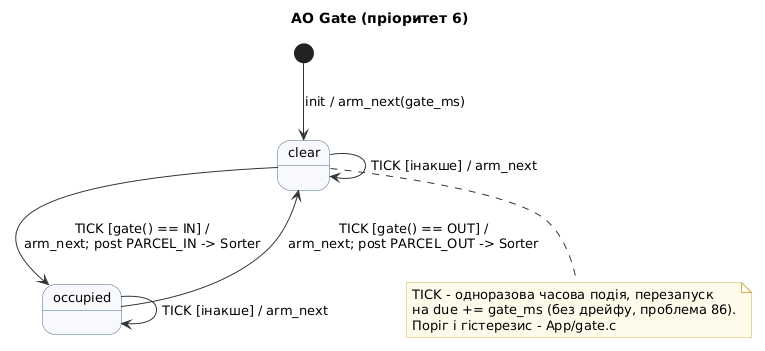 AO Gate (пріоритет 6)
init / arm_next(gate_ms)
clear
TICK [інакше] / arm_next
TICK [gate() == IN] /
arm_next; post PARCEL_IN -> Sorter
TICK [gate() == OUT] /
arm_next; post PARCEL_OUT -> Sorter
occupied
TICK [інакше] / arm_next
TICK - одноразова часова подія, перезапуск
на due += gate_ms (без дрейфу, проблема 86).
Поріг і гістерезис - App/gate.c